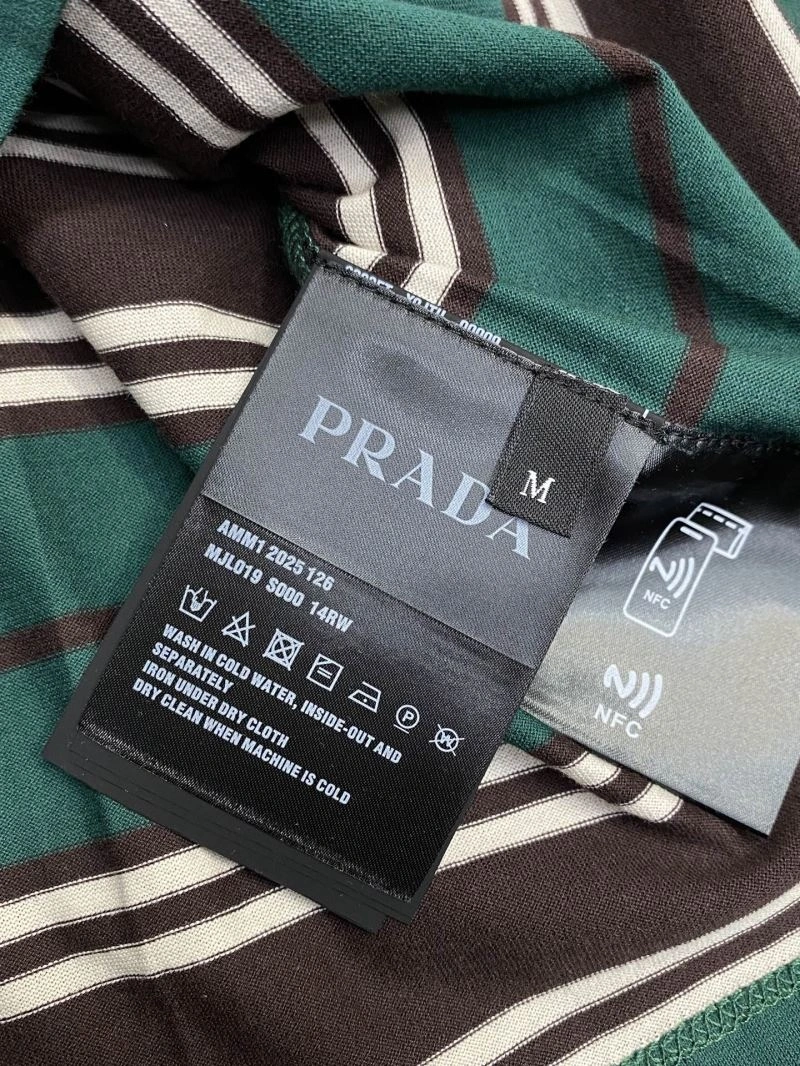 PRADA
M
AMM1 2025 126
MJL019 S000 14RW
WASH IN COLD WATER, INSIDE-OUT AND
SEPARATELY
IRON UNDER DRY CLOTH
DRY CLEAN WHEN MACHINE IS COLD
P
W
NFC
NFC